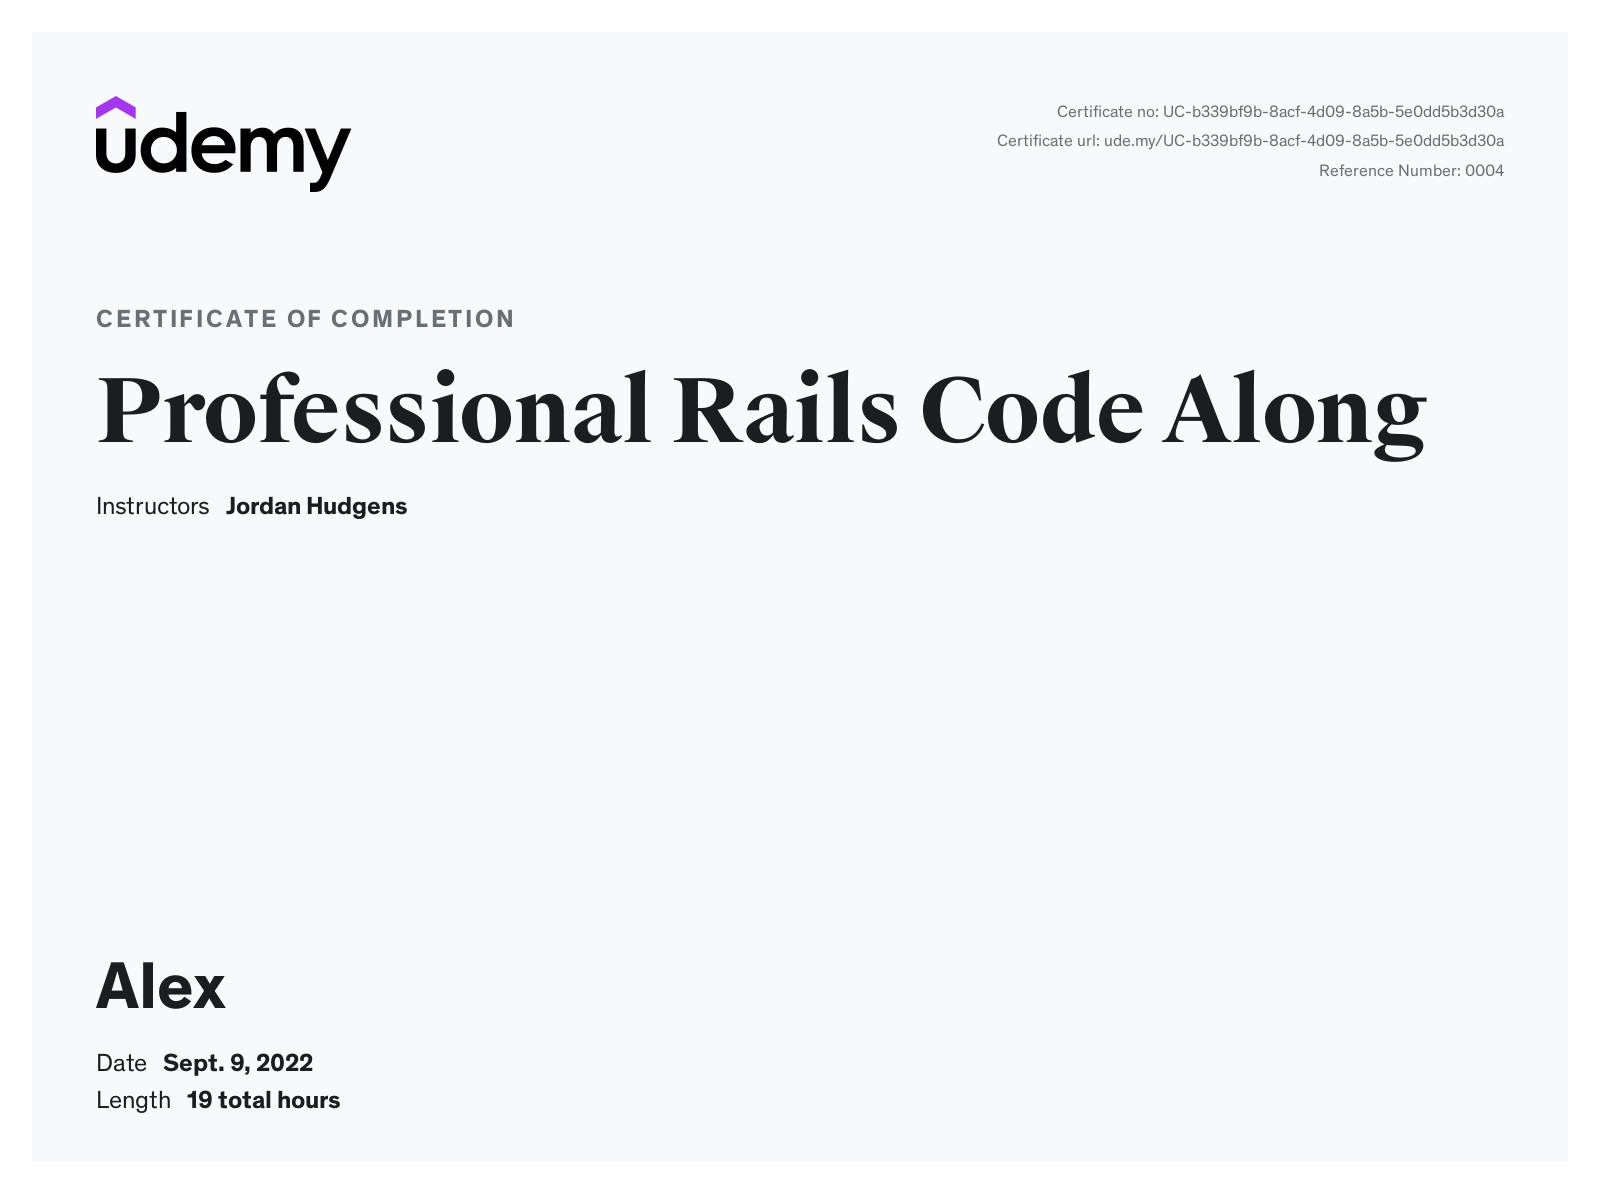 udemy
Certificate no: UC-b339bf9b-8acf-4d09-8a5b-5e0dd5b3d30a
Certificate url: ude.my/UC-b339bf9b-8acf-4d09-8a5b-5e0dd5b3d30a
Reference Number: 0004
CERTIFICATE OF COMPLETION
Professional Rails Code Along
Instructors Jordan Hudgens
Alex
Date Sept. 9, 2022
Length 19 total hours